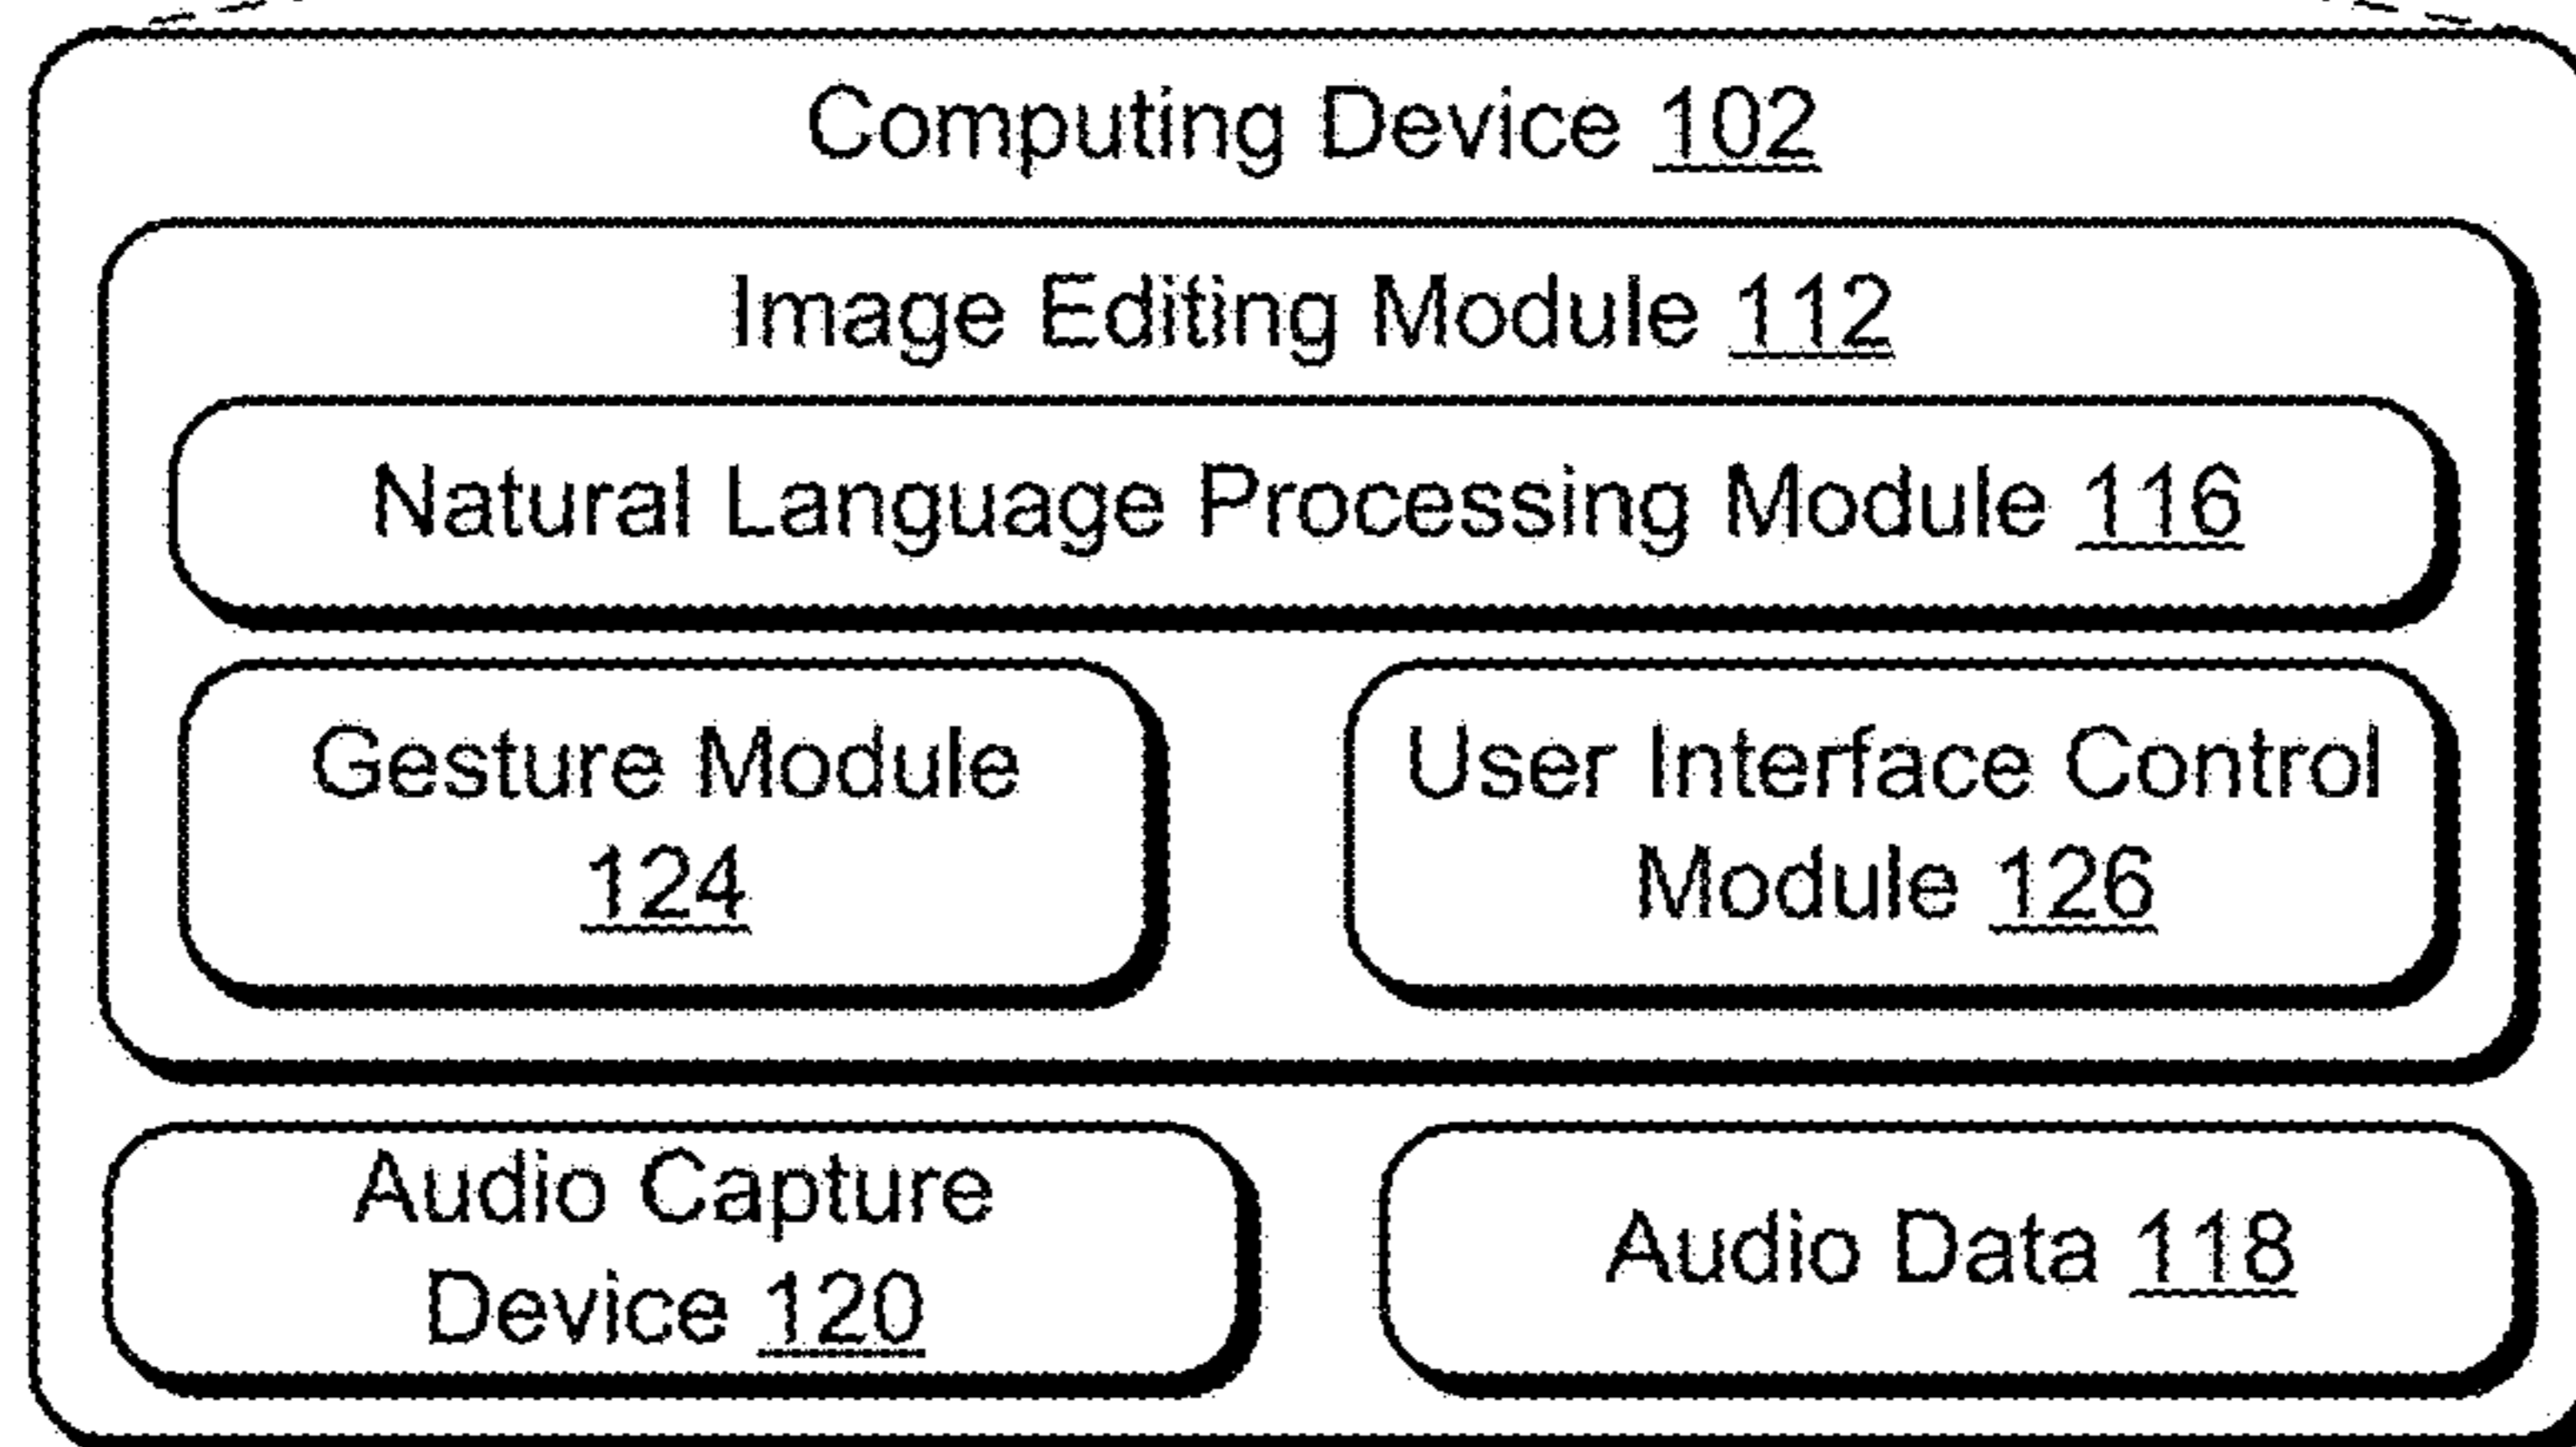 Computing Device 102
Image Editing Module 112
Natural Language Processing Module 116
Gesture Module
124
User Interface Control
Module 126
Audio Capture
Device 120
Audio Data 118